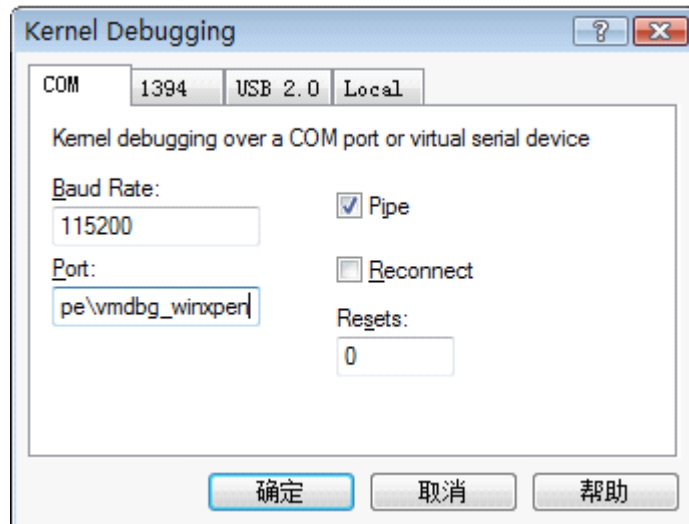 Kernel Debugging
COM 1394 USB 2.0 Local
Kernel debugging over a COM port or virtual serial device
Baud Rate:
115200
Pipe
Port:
pe\vmdbg_winxpen
Reconnect
Resets:
0
确定 取消 帮助